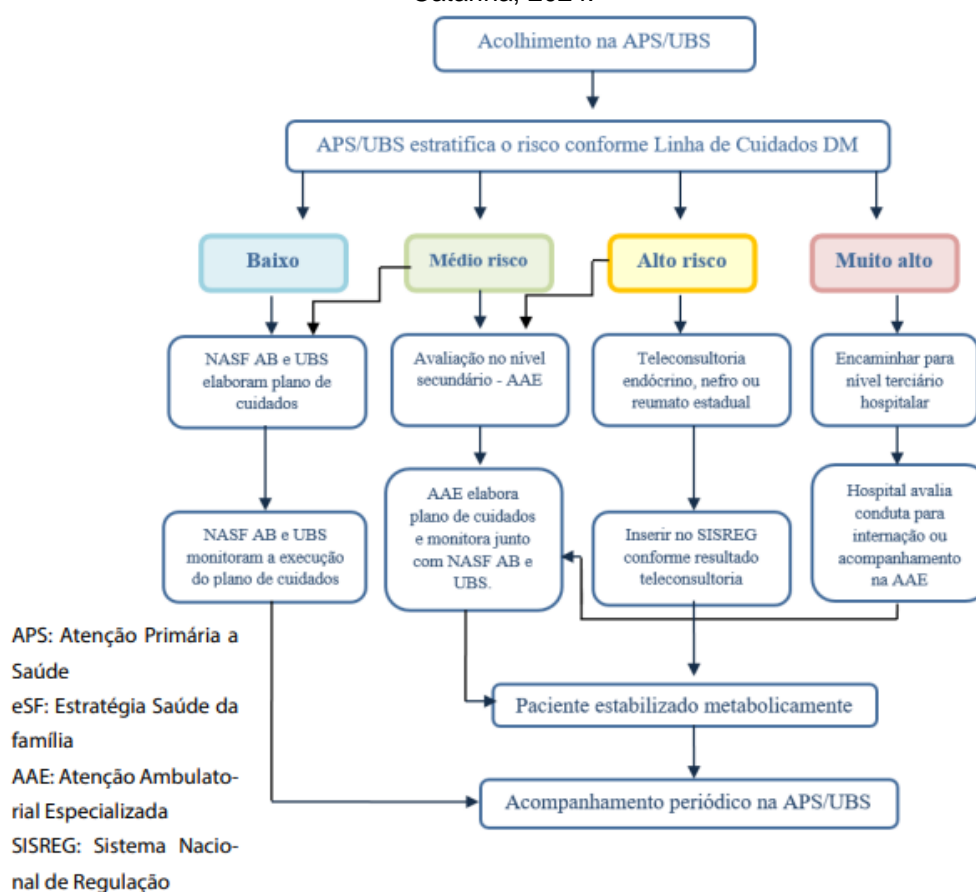 Acolhimento na APS/UBS
APS/UBS estratifica o risco conforme Linha de Cuidados DM
Baixo
Médio risco
Alto risco
Muito alto
NASF AB e UBS
elaboram plano de
cuidados
Avaliação no nível
secundário - AAE
Teleconsultoria
endócrino, nefro ou
reumato estadual
Encaminhar para
nível terciário
hospitalar
NASF AB e UBS
monitoram a execução
do plano de cuidados
AAE elabora
plano de cuidados
e monitora junto
com NASF AB e
UBS.
Inserir no SISREG
conforme resultado
teleconsultoria
Hospital avalia
conduta para
internação ou
acompanhamento
na AAE
Paciente estabilizado metabolicamente
Acompanhamento periódico na APS/UBS
APS: Atenção Primária a
Saúde
eSF: Estratégia Saúde da
família
AAE: Atenção Ambulato-
rial Especializada
SISREG: Sistema Nacio-
nal de Regulação